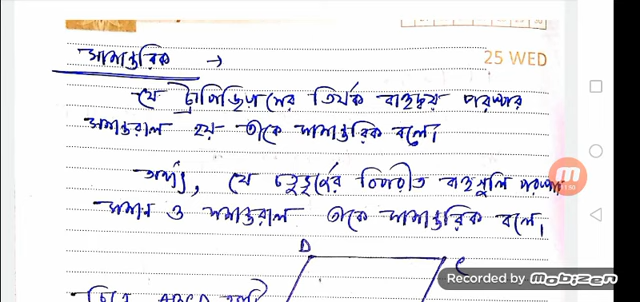 সামান্তরিক →
25 WED
যে ট্রাপিজিয়ামের তির্যক বাহুদ্বয় পরস্পর
সমান্তরাল হয় তাকে সামান্তরিক বলে।
অর্থাৎ, যে চতুর্ভুজের বিপরীত বাহুগুলি পরস্পর
সমান ও সমান্তরাল তাকে সামান্তরিক বলে।
D
C
চিত্রে ABCD
Recorded by mobizen